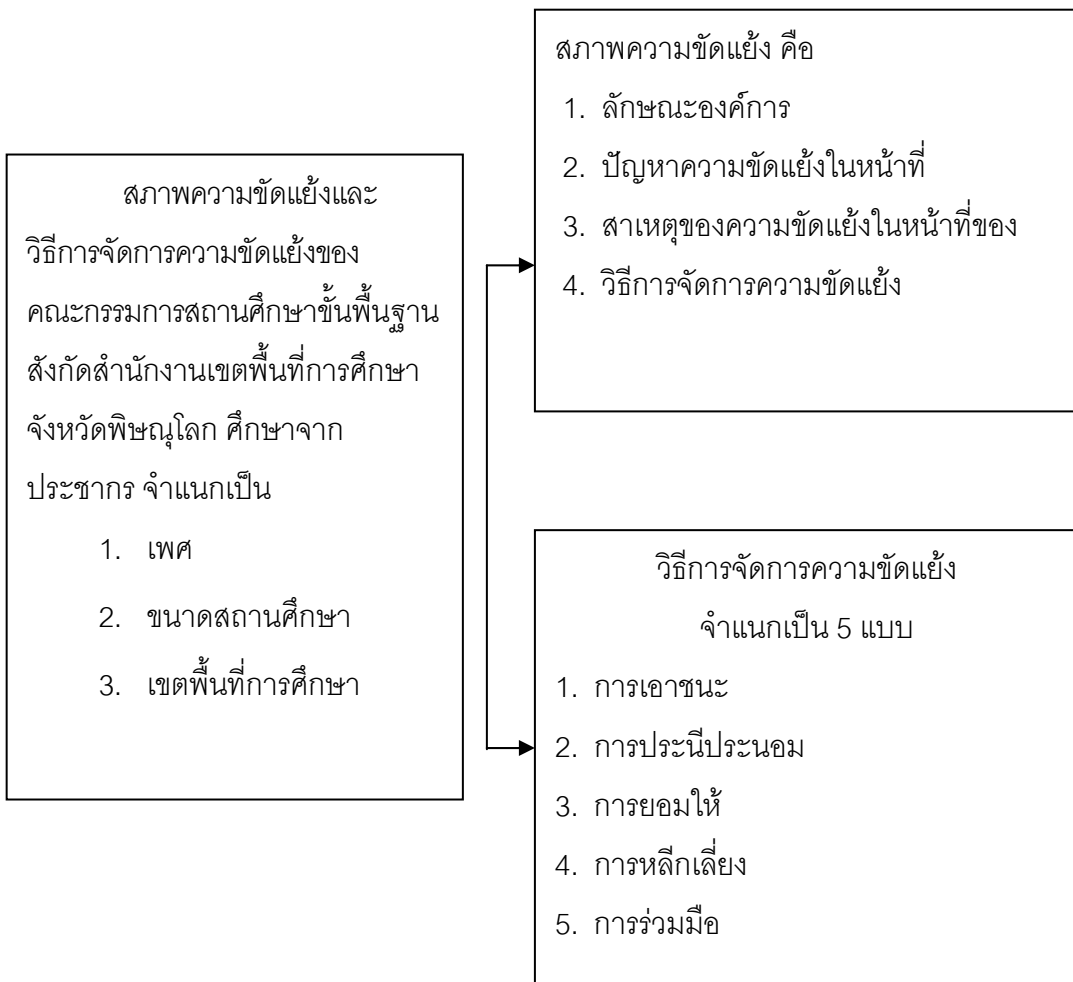 สภาพความขัดแย้งและ
วิธีการจัดการความขัดแย้งของ
คณะกรรมการสถานศึกษาขั้นพื้นฐาน
สังกัดสำนักงานเขตพื้นที่การศึกษา
จังหวัดพิษณุโลก ศึกษาจาก
ประชากร จำแนกเป็น
1. เพศ
2. ขนาดสถานศึกษา
3. เขตพื้นที่การศึกษา
สภาพความขัดแย้ง คือ
1. ลักษณะองค์การ
2. ปัญหาความขัดแย้งในหน้าที่
3. สาเหตุของความขัดแย้งในหน้าที่ของ
4. วิธีการจัดการความขัดแย้ง
วิธีการจัดการความขัดแย้ง
จำแนกเป็น 5 แบบ
1. การเอาชนะ
2. การประนีประนอม
3. การยอมให้
4. การหลีกเลี่ยง
5. การร่วมมือ